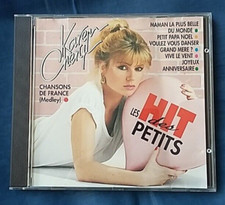 Karen Cheryl
MAMAN LA PLUS BELLE
DU MONDE
PETIT PAPA NOEL
VOULEZ VOUS DANSER
GRAND MERE ?
VIVE LE VENT
JOYEUX
ANNIVERSAIRE
CHANSONS
DE FRANCE
(Medley)
LES HIT
des
PETITS